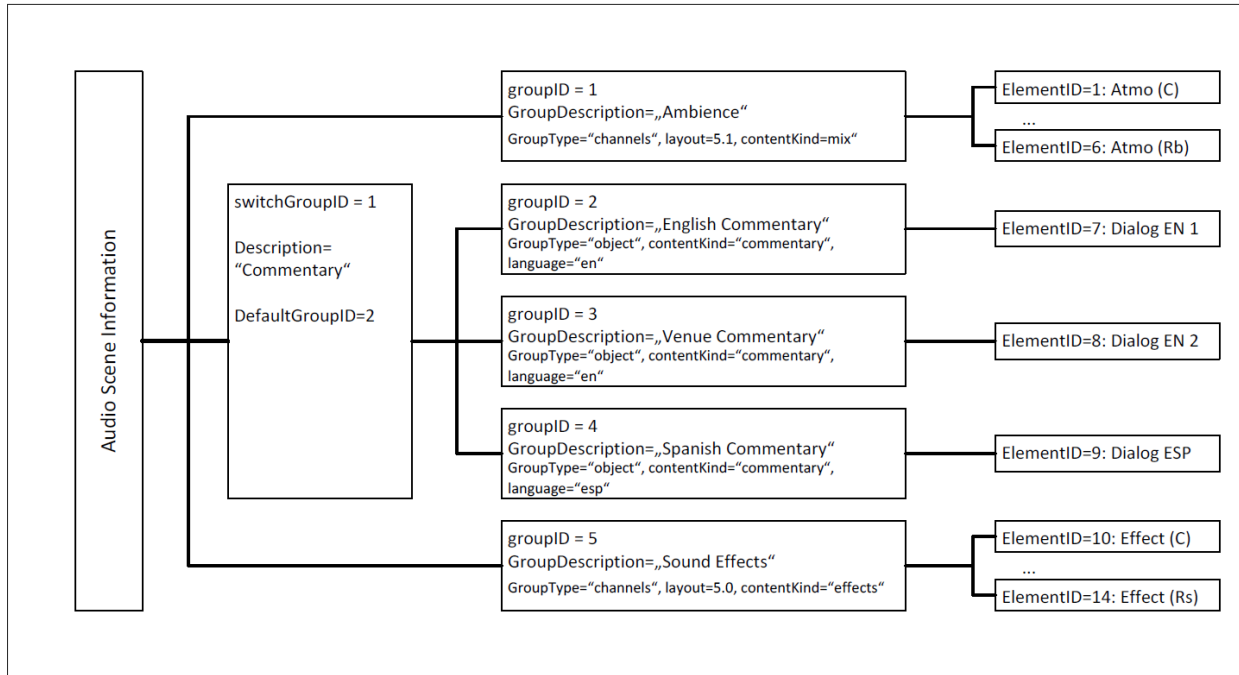 Audio Scene Information
switchGroupID = 1
Description=
“Commentary“
DefaultGroupID=2
groupID = 1
GroupDescription=„Ambience“
GroupType=“channels“, layout=5.1, contentKind=mix“
ElementID=1: Atmo (C)
...
ElementID=6: Atmo (Rb)
groupID = 2
GroupDescription=„English Commentary“
GroupType=“object“, contentKind=“commentary“,
language=“en“
ElementID=7: Dialog EN 1
groupID = 3
GroupDescription=„Venue Commentary“
GroupType=“object“, contentKind=“commentary“,
language=“en“
ElementID=8: Dialog EN 2
groupID = 4
GroupDescription=„Spanish Commentary“
GroupType=“object“, contentKind=“commentary“,
language=“esp“
ElementID=9: Dialog ESP
groupID = 5
GroupDescription=„Sound Effects“
GroupType=“channels“, layout=5.0, contentKind=“effects“
ElementID=10: Effect (C)
...
ElementID=14: Effect (Rs)